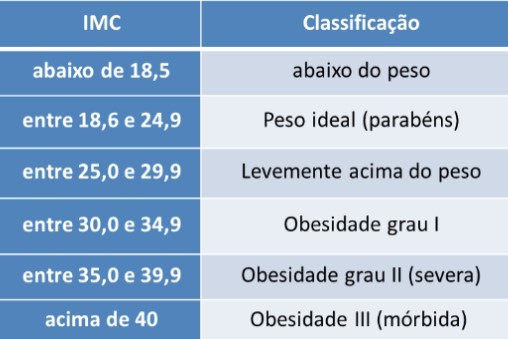 IMC Classificação
abaixo de 18,5 abaixo do peso
entre 18,6 e 24,9 Peso ideal (parabéns)
entre 25,0 e 29,9 Levemente acima do peso
entre 30,0 e 34,9 Obesidade grau I
entre 35,0 e 39,9 Obesidade grau II (severa)
acima de 40 Obesidade III (mórbida)